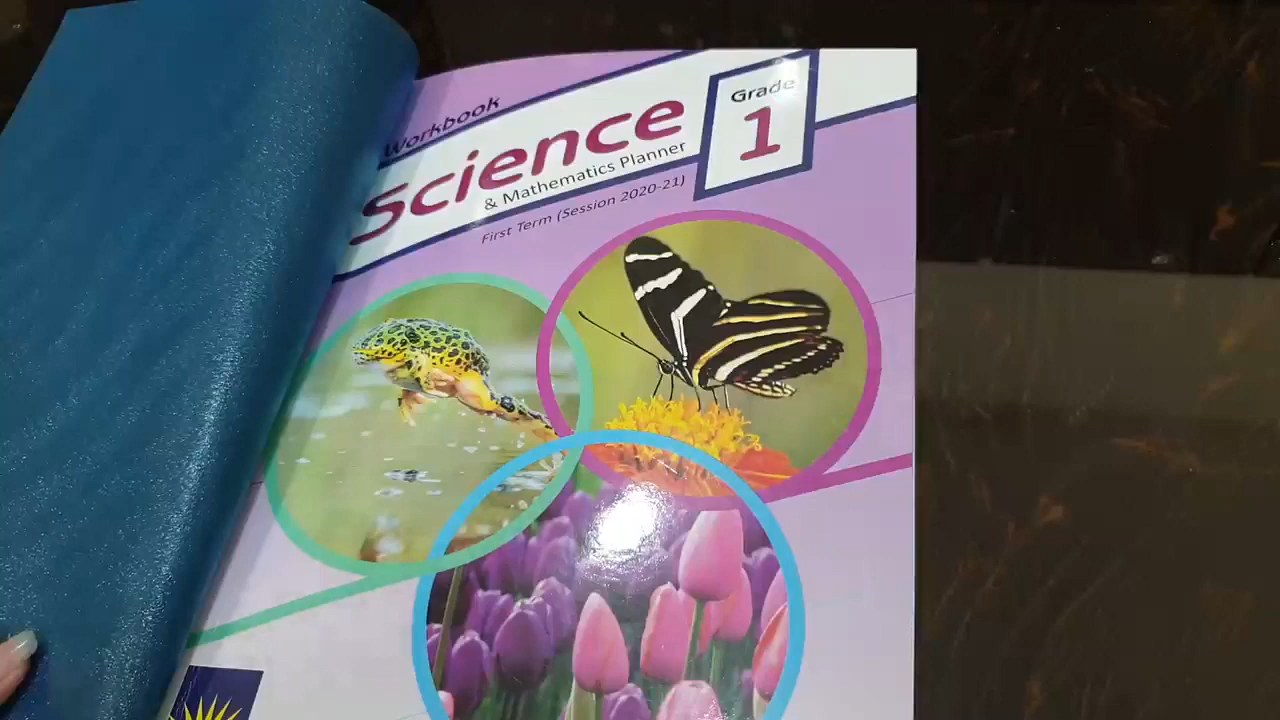 Workbook
Science
& Mathematics Planner
First Term (Session 2020-21)
Grade
1